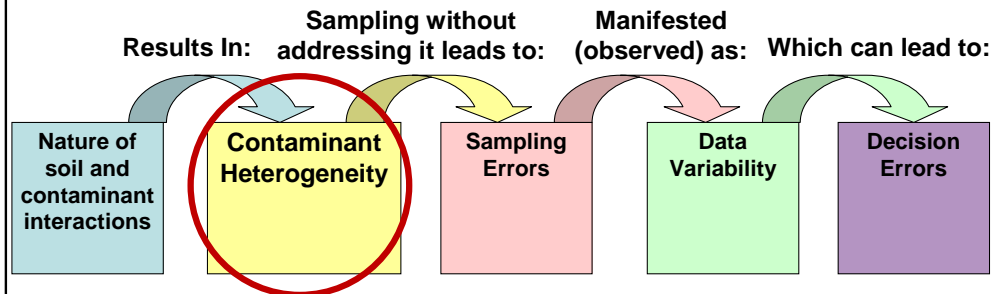 Results In:
Sampling without
addressing it leads to:
Manifested
(observed) as:
Which can lead to:
Nature of
soil and
contaminant
interactions
Contaminant
Heterogeneity
Sampling
Errors
Data
Variability
Decision
Errors